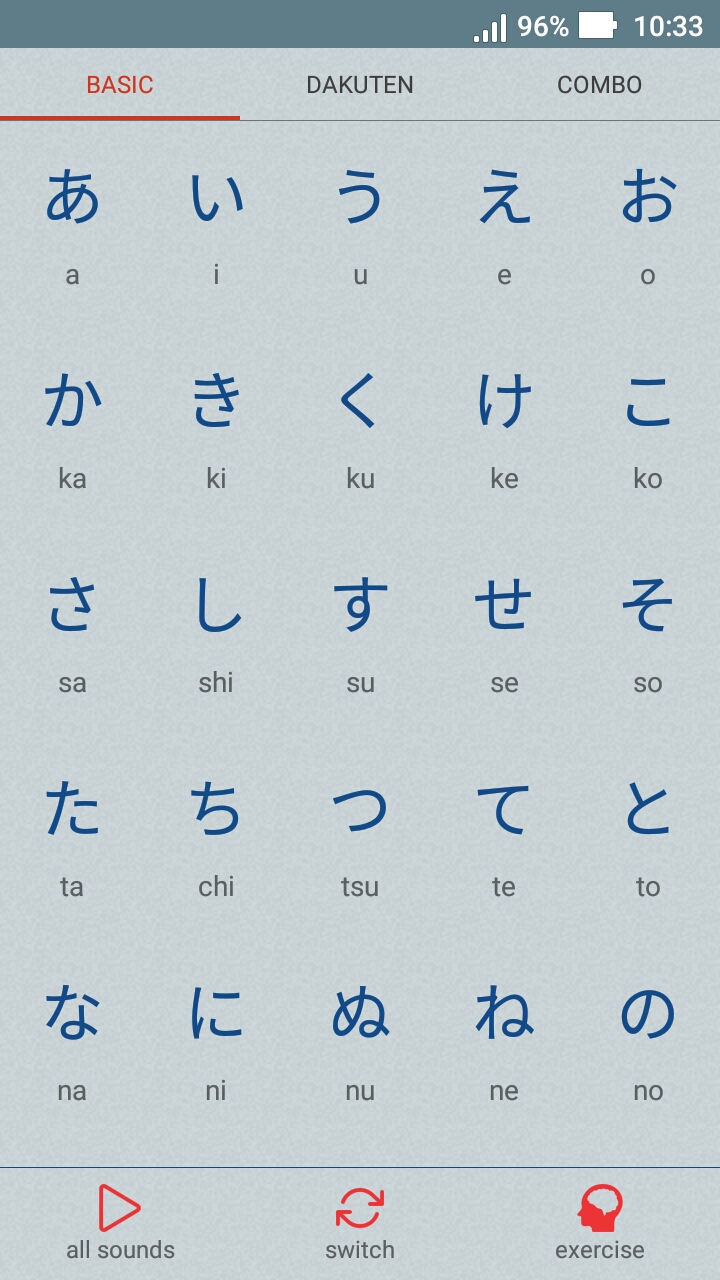 96% 10:33
BASIC DAKUTEN COMBO
あ い う え お
a i u e o
か き く け こ
ka ki ku ke ko
さ し す せ そ
sa shi su se so
た ち つ て と
ta chi tsu te to
な に ぬ ね の
na ni nu ne no
all sounds switch exercise